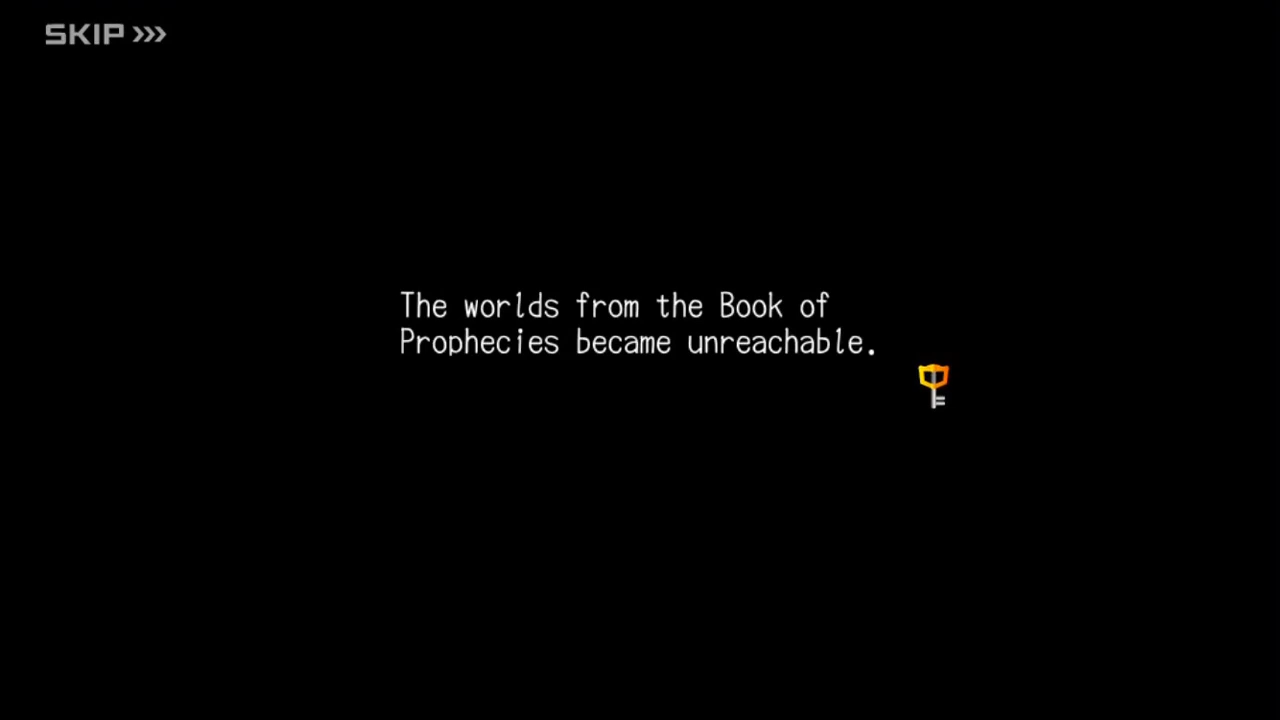 SKIP >>>
The worlds from the Book of
Prophecies became unreachable.